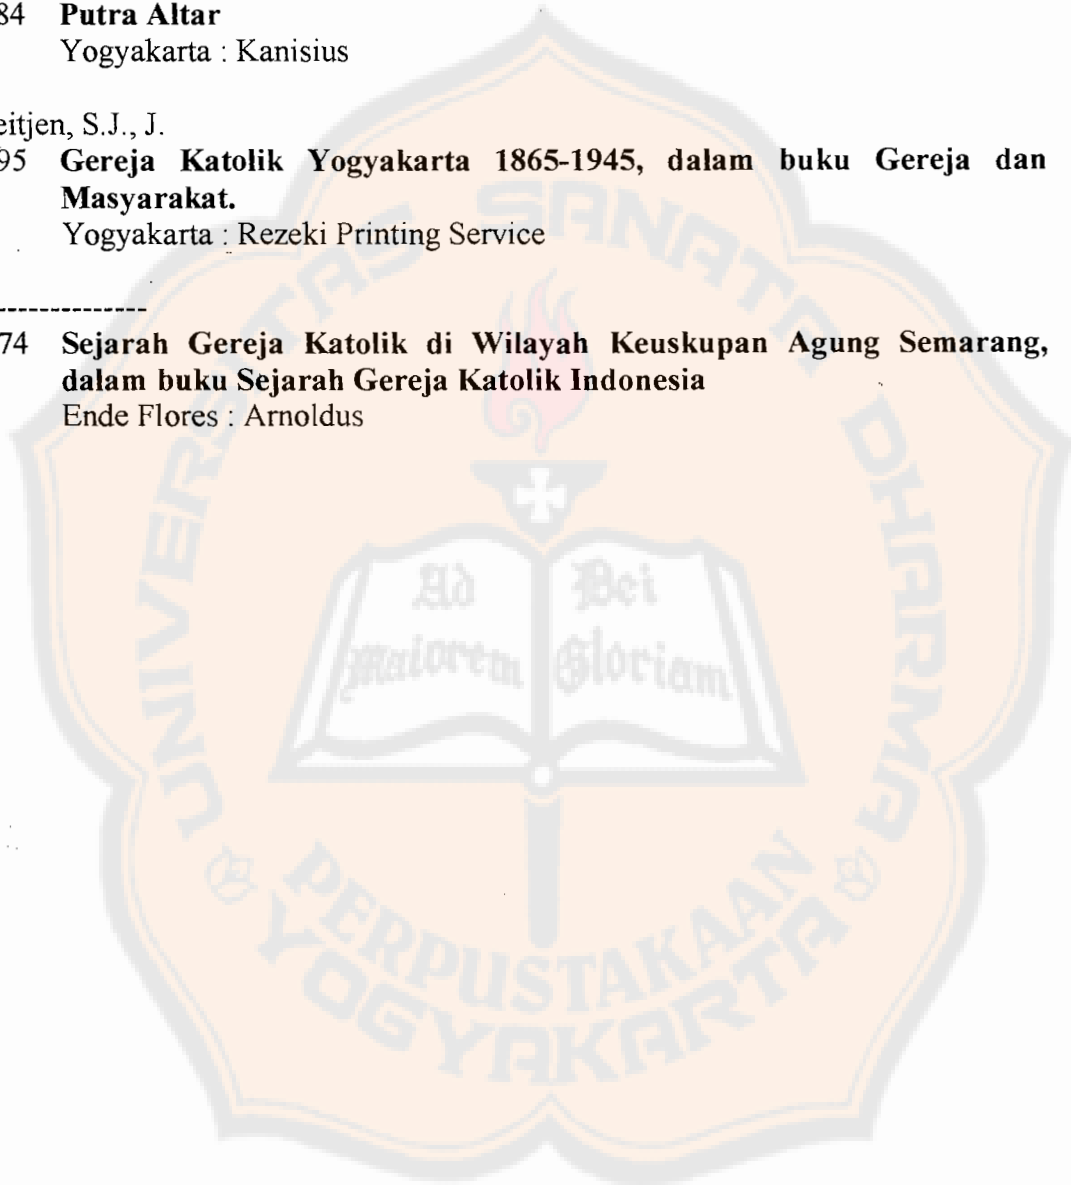 84 Putra Altar
Yogyakarta : Kanisius
eitjen, S.J., J.
95 Gereja Katolik Yogyakarta 1865-1945, dalam buku Gereja dan
Masyarakat.
Yogyakarta : Rezeki Printing Service
--------------
74 Sejarah Gereja Katolik di Wilayah Keuskupan Agung Semarang,
dalam buku Sejarah Gereja Katolik Indonesia
Ende Flores : Arnoldus
UNIVERSITAS SANATA DHARMA
Ad Dei
maiorem Gloriam
PERPUSTAKAAN
YOGYAKARTA